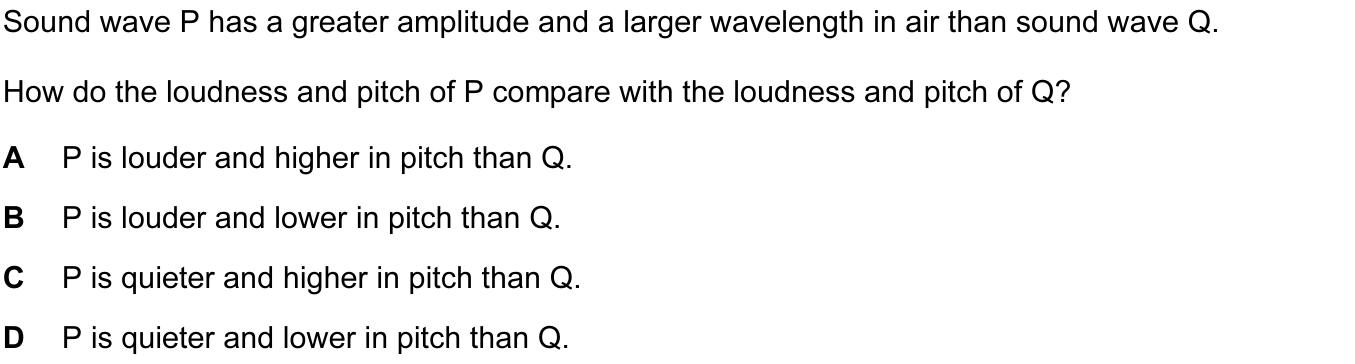 Sound wave P has a greater amplitude and a larger wavelength in air than sound wave Q.
How do the loudness and pitch of P compare with the loudness and pitch of Q?
A P is louder and higher in pitch than Q.
B P is louder and lower in pitch than Q.
C P is quieter and higher in pitch than Q.
D P is quieter and lower in pitch than Q.